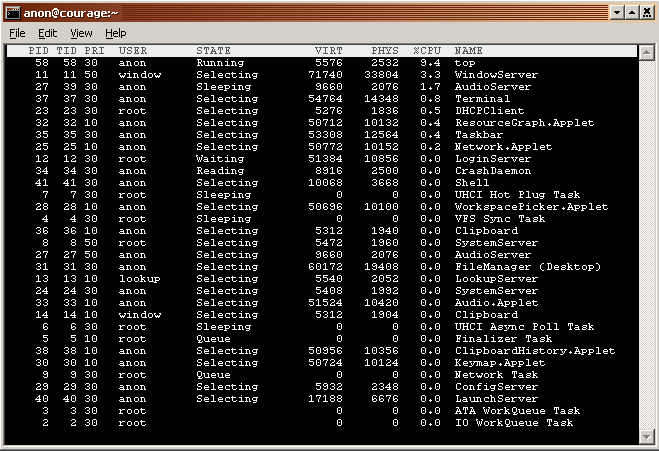 anon@courage:~
File Edit View Help
PID TID PRI USER STATE VIRT PHYS %CPU NAME
58 58 30 anon Running 5576 2532 9.4 top
11 11 50 window Selecting 71740 33804 3.3 WindowServer
27 39 30 anon Sleeping 9660 2076 1.7 AudioServer
37 37 30 anon Selecting 54764 14348 0.8 Terminal
23 23 30 root Selecting 5276 1836 0.5 DHCPClient
32 32 10 anon Selecting 50712 10132 0.4 ResourceGraph.Applet
35 35 30 anon Selecting 53308 12564 0.4 Taskbar
25 25 10 anon Selecting 50772 10152 0.2 Network.Applet
12 12 30 root Waiting 51384 10856 0.0 LoginServer
34 34 30 anon Reading 8916 2500 0.0 CrashDaemon
41 41 30 anon Selecting 10068 3668 0.0 Shell
7 7 30 root Sleeping 0 0 0.0 UHCI Hot Plug Task
28 28 10 anon Selecting 50696 10100 0.0 WorkspacePicker.Applet
4 4 30 root Sleeping 0 0 0.0 VFS Sync Task
36 36 10 anon Selecting 5312 1940 0.0 Clipboard
8 8 50 root Selecting 5472 1960 0.0 SystemServer
27 27 50 anon Selecting 9660 2076 0.0 AudioServer
31 31 30 anon Selecting 60172 19408 0.0 FileManager (Desktop)
13 13 10 lookup Selecting 5540 2052 0.0 LookupServer
24 24 30 anon Selecting 5408 1992 0.0 SystemServer
33 33 10 anon Selecting 51524 10420 0.0 Audio.Applet
14 14 10 window Selecting 5312 1904 0.0 Clipboard
6 6 30 root Sleeping 0 0 0.0 UHCI Async Poll Task
5 5 10 root Queue 0 0 0.0 Finalizer Task
38 38 10 anon Selecting 50956 10356 0.0 ClipboardHistory.Applet
30 30 10 anon Selecting 50724 10124 0.0 Keymap.Applet
9 9 30 root Queue 0 0 0.0 Network Task
29 29 30 anon Selecting 5932 2348 0.0 ConfigServer
40 40 30 anon Selecting 17188 6676 0.0 LaunchServer
3 3 30 root 0 0 0.0 ATA WorkQueue Task
2 2 30 root 0 0 0.0 IO WorkQueue Task